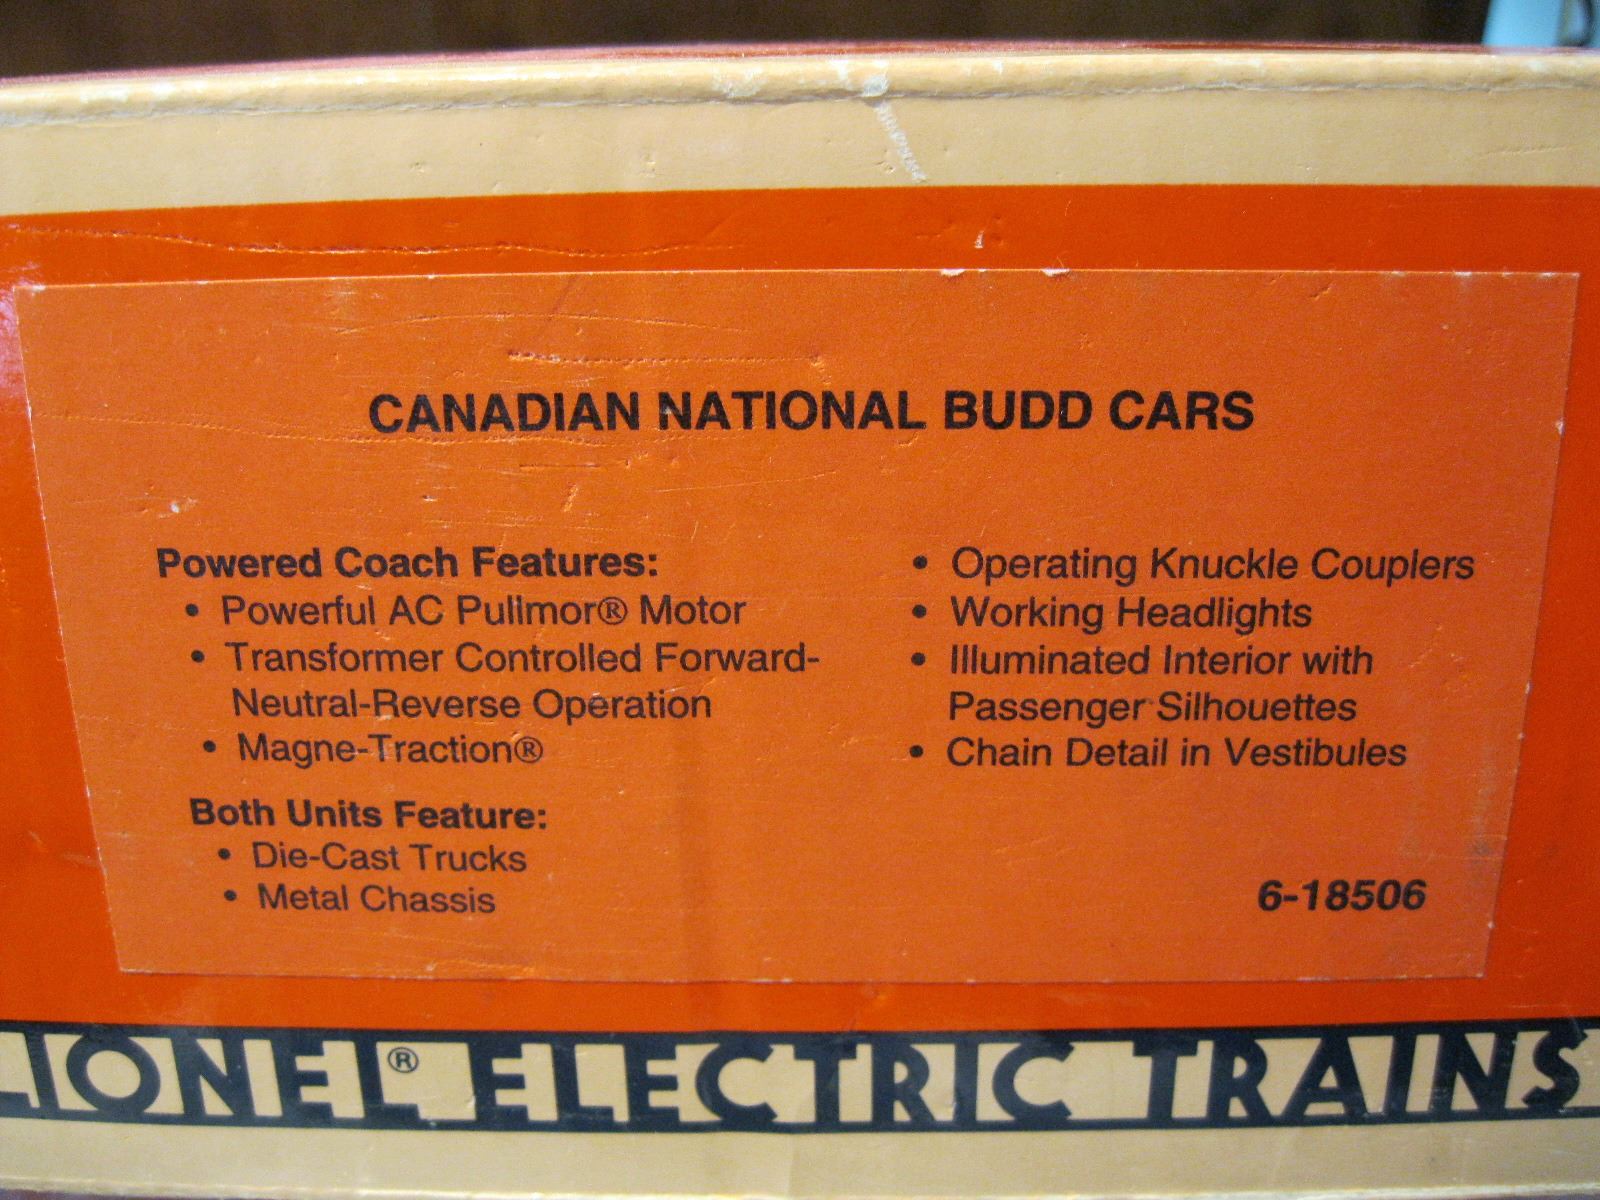 CANADIAN NATIONAL BUDD CARS
Powered Coach Features:
• Powerful AC Pullmor® Motor
• Transformer Controlled Forward-
Neutral-Reverse Operation
• Magne-Traction®
Both Units Feature:
• Die-Cast Trucks
• Metal Chassis
• Operating Knuckle Couplers
• Working Headlights
• Illuminated Interior with
Passenger Silhouettes
• Chain Detail in Vestibules
6-18506
LIONEL® ELECTRIC TRAINS